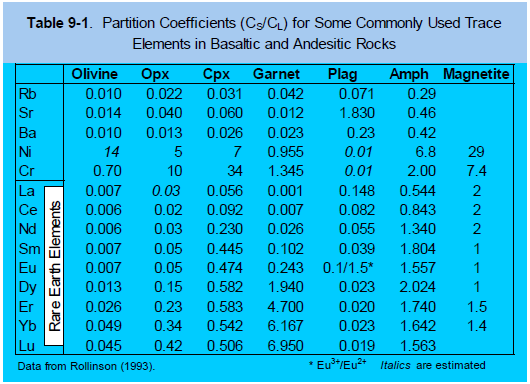 Table 9-1. Partition Coefficients (CS/CL) for Some Commonly Used Trace
Elements in Basaltic and Andesitic Rocks
Olivine Opx Cpx Garnet Plag Amph Magnetite
Rb 0.010 0.022 0.031 0.042 0.071 0.29
Sr 0.014 0.040 0.060 0.012 1.830 0.46
Ba 0.010 0.013 0.026 0.023 0.23 0.42
Ni 14 5 7 0.955 0.01 6.8 29
Cr 0.70 10 34 1.345 0.01 2.00 7.4
Rare Earth Elements
La 0.007 0.03 0.056 0.001 0.148 0.544 2
Ce 0.006 0.02 0.092 0.007 0.082 0.843 2
Nd 0.006 0.03 0.230 0.026 0.055 1.340 2
Sm 0.007 0.05 0.445 0.102 0.039 1.804 1
Eu 0.007 0.05 0.474 0.243 0.1/1.5* 1.557 1
Dy 0.013 0.15 0.582 1.940 0.023 2.024 1
Er 0.026 0.23 0.583 4.700 0.020 1.740 1.5
Yb 0.049 0.34 0.542 6.167 0.023 1.642 1.4
Lu 0.045 0.42 0.506 6.950 0.019 1.563
Data from Rollinson (1993). * Eu3+/Eu2+ Italics are estimated